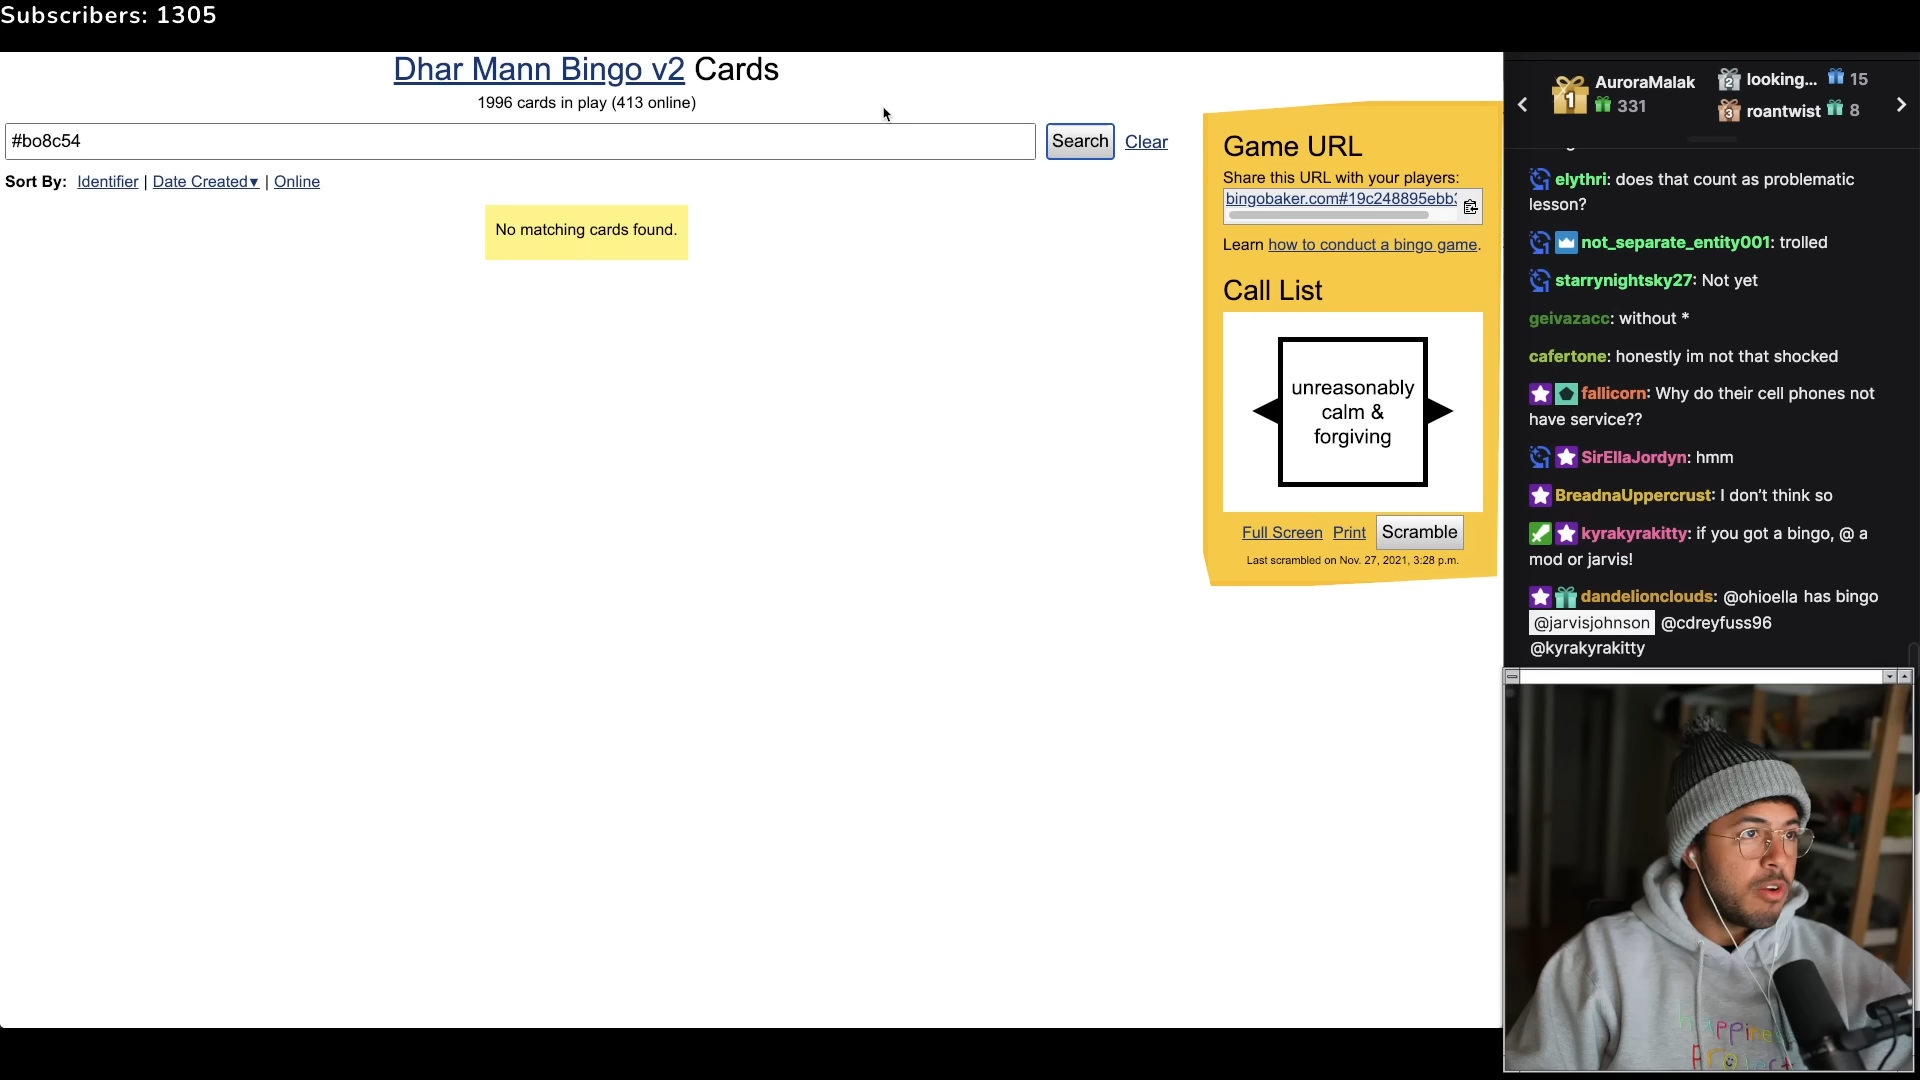 Subscribers: 1305
Dhar Mann Bingo v2 Cards
1996 cards in play (413 online)
#bo8c54
Search
Clear
Sort By: Identifier | Date Created▾ | Online
No matching cards found.
Game URL
Share this URL with your players:
bingobaker.com#19c248895ebb
Learn how to conduct a bingo game.
Call List
unreasonably
calm &
forgiving
Full Screen Print Scramble
Last scrambled on Nov. 27, 2021, 3:28 p.m.
1 AuroraMalak
331
2 looking... 15
3 roantwist 8
elythri: does that count as problematic
lesson?
not_separate_entity001: trolled
starrynightsky27: Not yet
geivazacc: without *
cafertone: honestly im not that shocked
fallicorn: Why do their cell phones not
have service??
SirEllaJordyn: hmm
BreadnaUppercrust: I don't think so
kyrakyrakitty: if you got a bingo, @ a
mod or jarvis!
dandelionclouds: @ohioella has bingo
@jarvisjohnson @cdreyfuss96
@kyrakyrakitty
happiness
Project